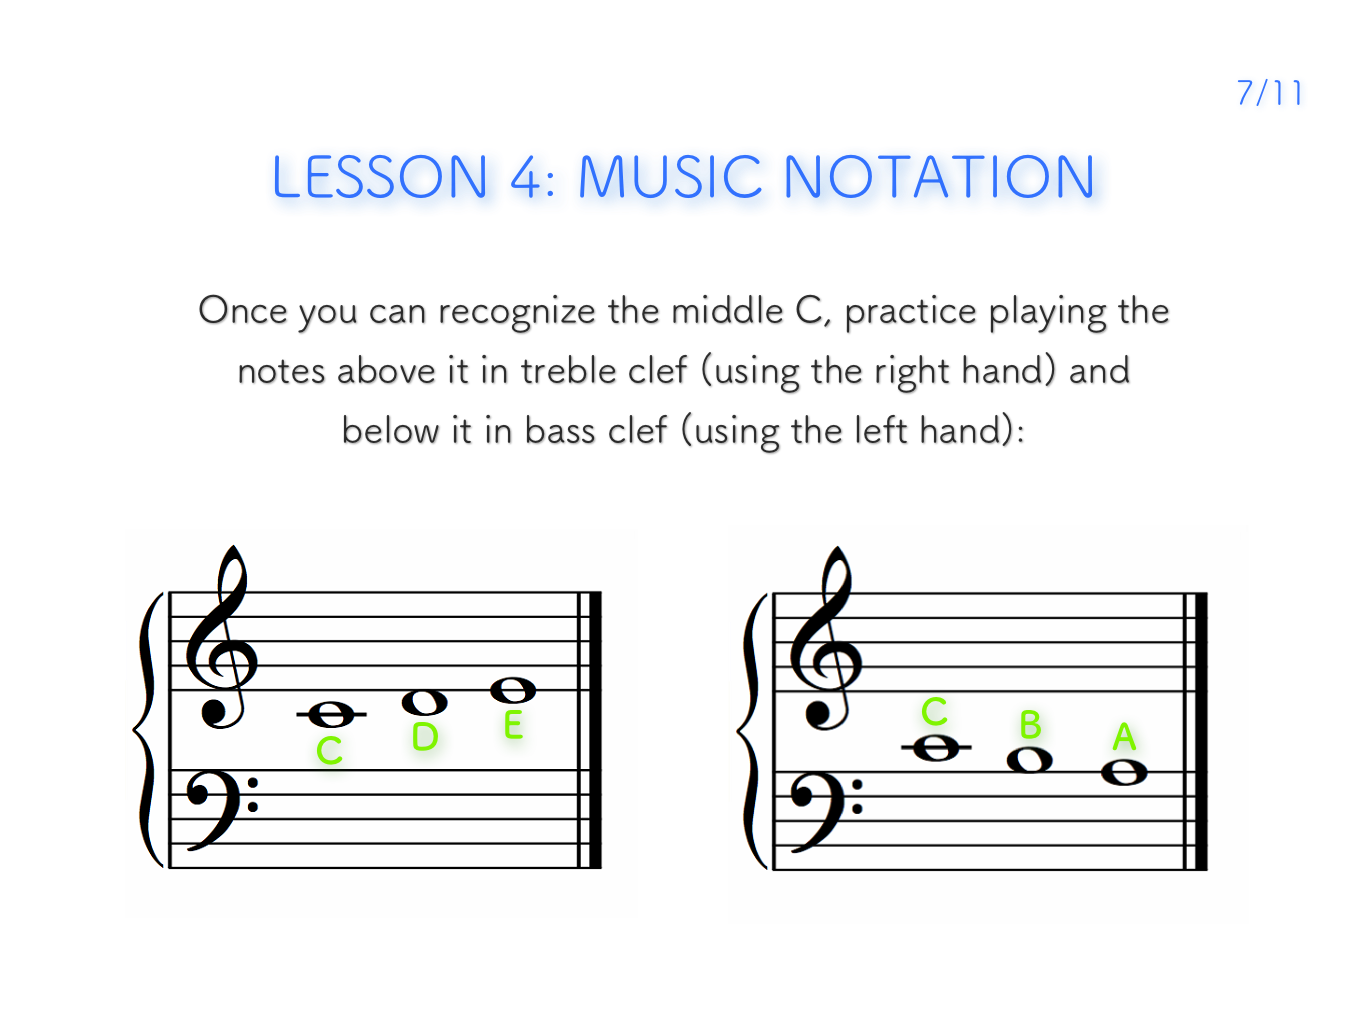 7/11
LESSON 4: MUSIC NOTATION
Once you can recognize the middle C, practice playing the
notes above it in treble clef (using the right hand) and
below it in bass clef (using the left hand):
C D E
C B A